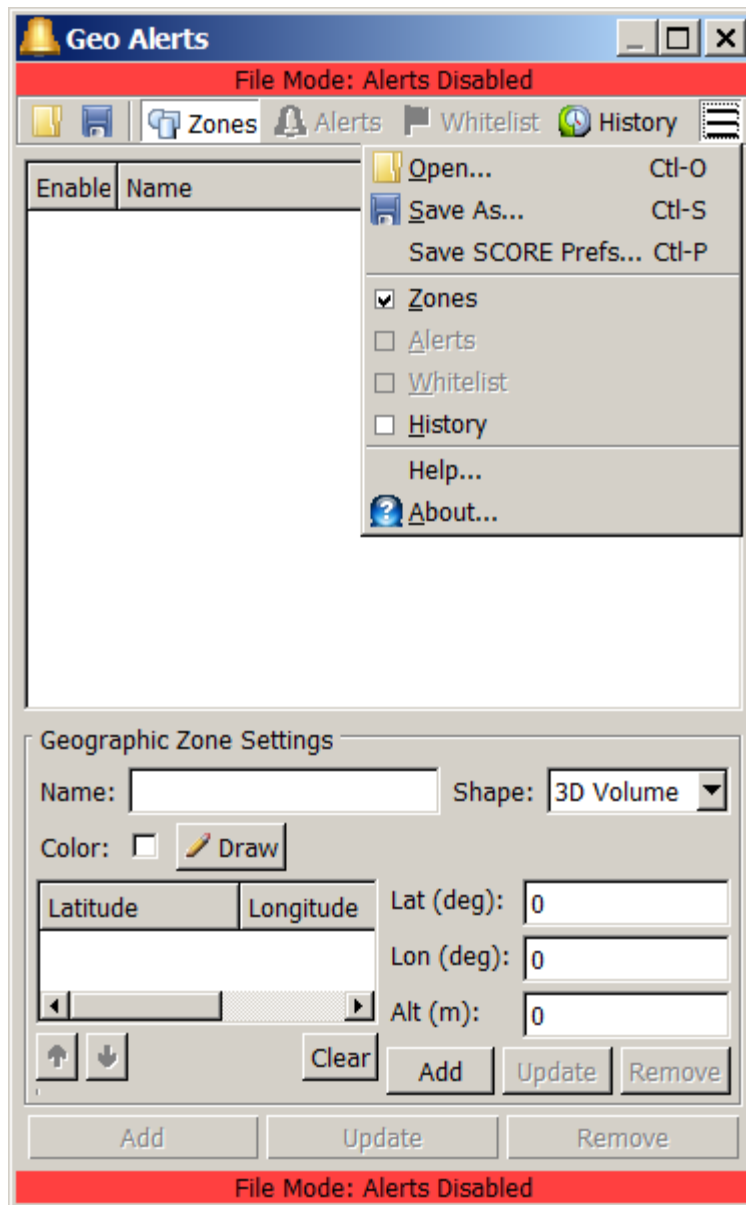 Geo Alerts
File Mode: Alerts Disabled
Zones Alerts Whitelist History
Enable Name
Open... Ctl-O
Save As... Ctl-S
Save SCORE Prefs... Ctl-P
Zones
Alerts
Whitelist
History
Help...
About...
Geographic Zone Settings
Name: Shape: 3D Volume
Color: Draw
Latitude Longitude Lat (deg): 0
Lon (deg): 0
Alt (m): 0
Clear Add Update Remove
Add Update Remove
File Mode: Alerts Disabled